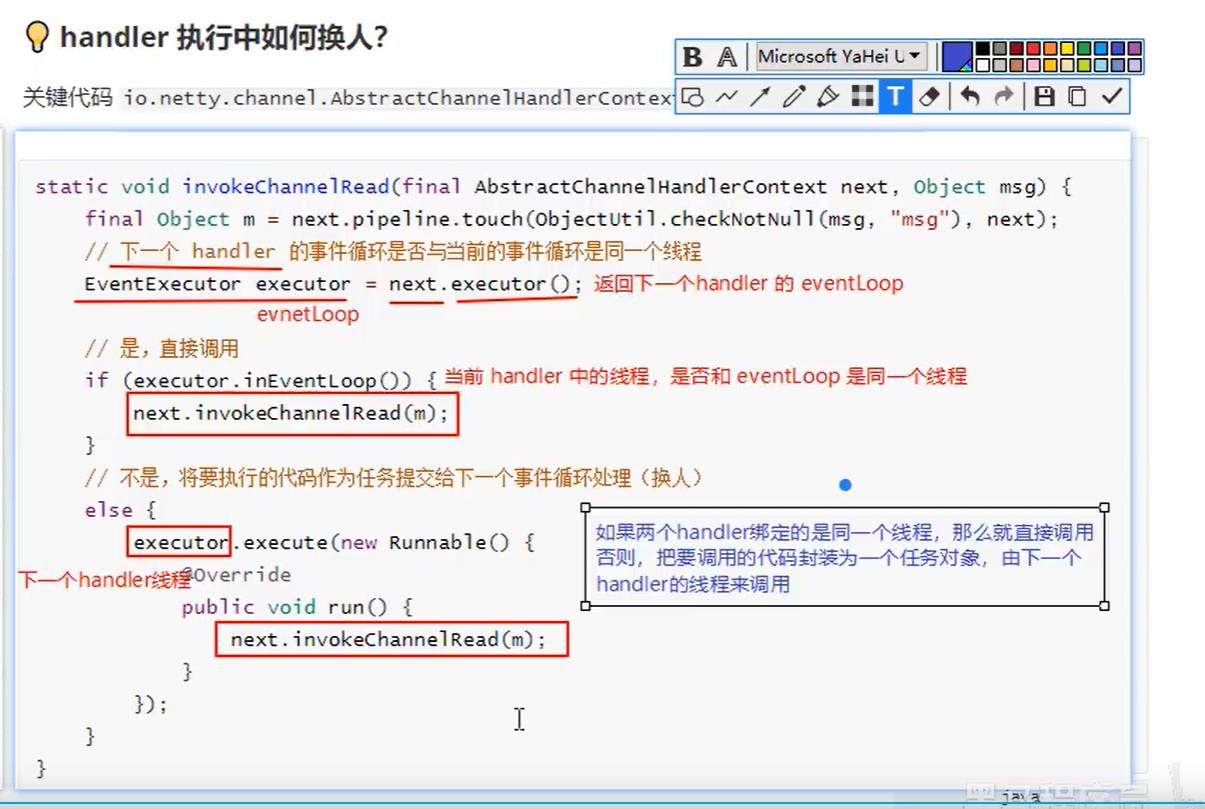 handler 执行中如何换人？
B A Microsoft YaHei U
关键代码 io.netty.channel.AbstractChannelHandlerContex
T
static void invokeChannelRead(final AbstractChannelHandlerContext next, Object msg) {
final Object m = next.pipeline.touch(ObjectUtil.checkNotNull(msg, "msg"), next);
// 下一个 handler 的事件循环是否与当前的事件循环是同一个线程
EventExecutor executor = next.executor(); 返回下一个handler 的 eventLoop
evnetLoop
// 是，直接调用
if (executor.inEventLoop()) { 当前 handler 中的线程，是否和 eventLoop 是同一个线程
next.invokeChannelRead(m);
}
// 不是，将要执行的代码作为任务提交给下一个事件循环处理（换人）
else {
executor.execute(new Runnable() {
如果两个handler绑定的是同一个线程，那么就直接调用
否则，把要调用的代码封装为一个任务对象，由下一个
handler的线程来调用
下一个handler线程
@Override
public void run() {
next.invokeChannelRead(m);
}
});
}
}
java